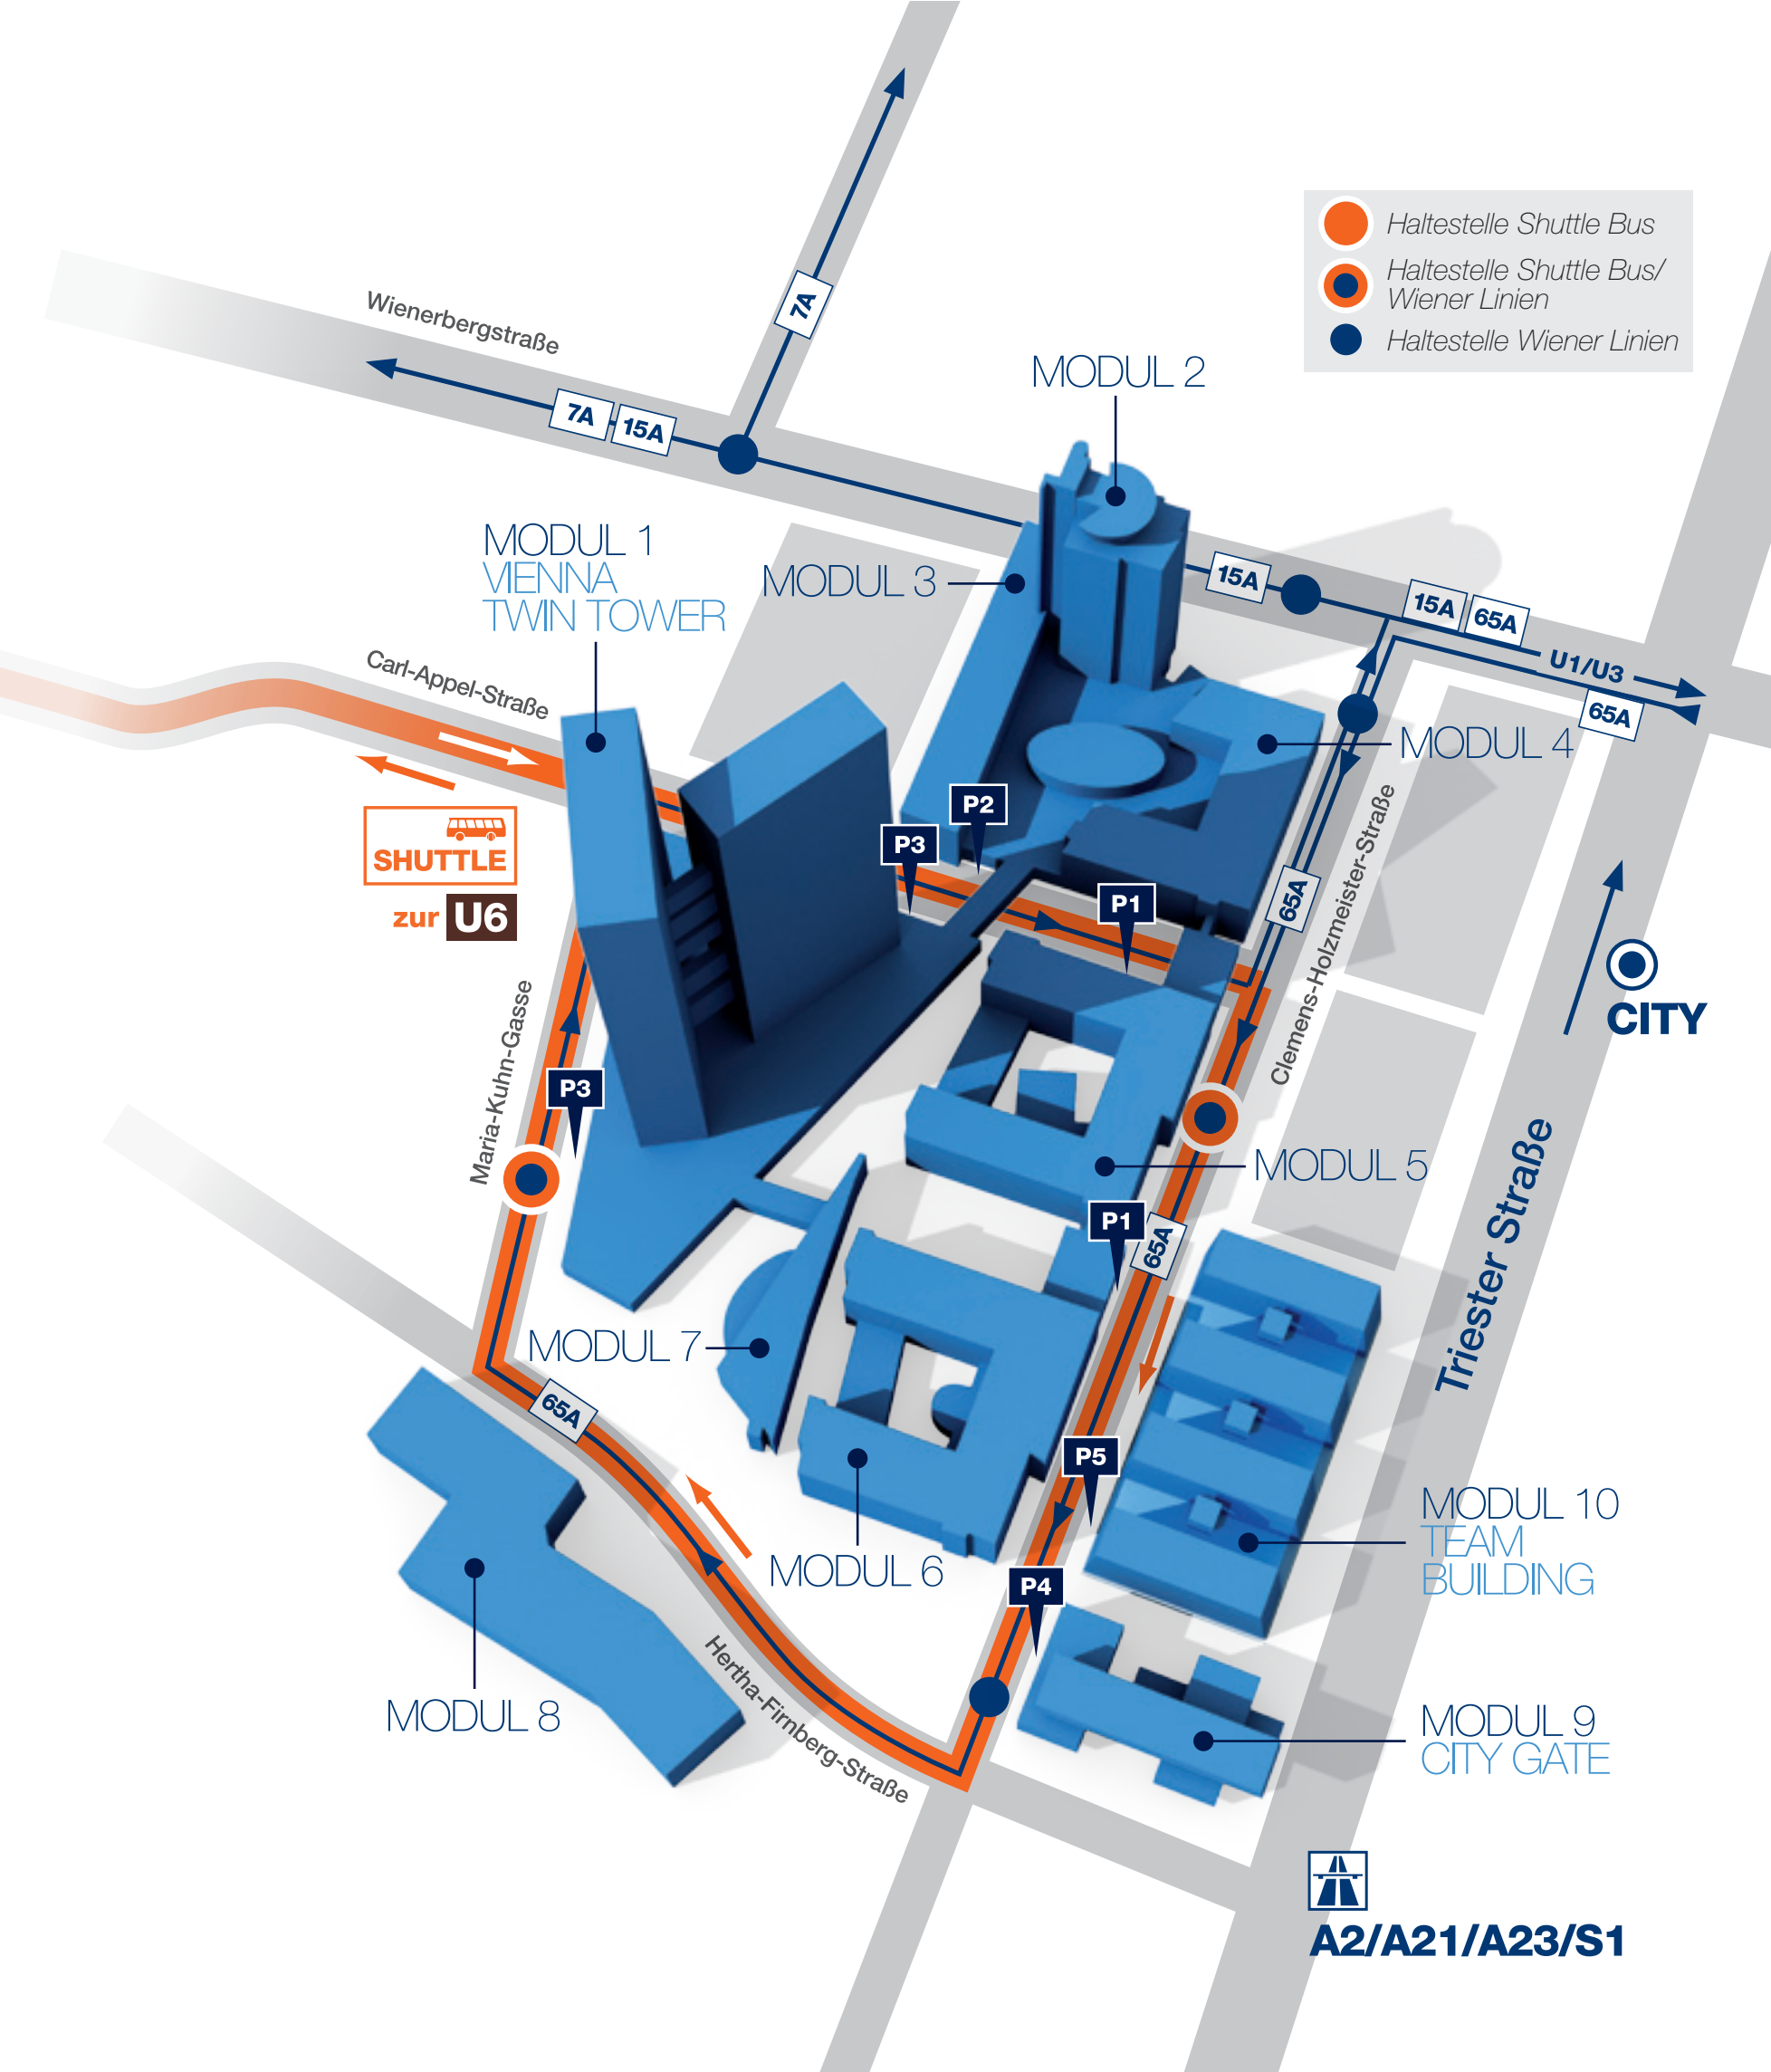 Haltestelle Shuttle Bus
Haltestelle Shuttle Bus/
Wiener Linien
Haltestelle Wiener Linien
7A
Wienerbergstraße
7A
15A
MODUL 2
MODUL 1
VIENNA
TWIN TOWER
MODUL 3
15A
15A
65A
U1/U3
65A
Carl-Appel-Straße
MODUL 4
P2
P3
SHUTTLE
zur U6
P1
65A
Clemens-Holzmeister-Straße
CITY
Maria-Kuhn-Gasse
P3
MODUL 5
P1
65A
Triester Straße
MODUL 7
65A
P5
MODUL 10
TEAM
BUILDING
MODUL 6
P4
Hertha-Firnberg-Straße
MODUL 8
MODUL 9
CITY GATE
A2/A21/A23/S1